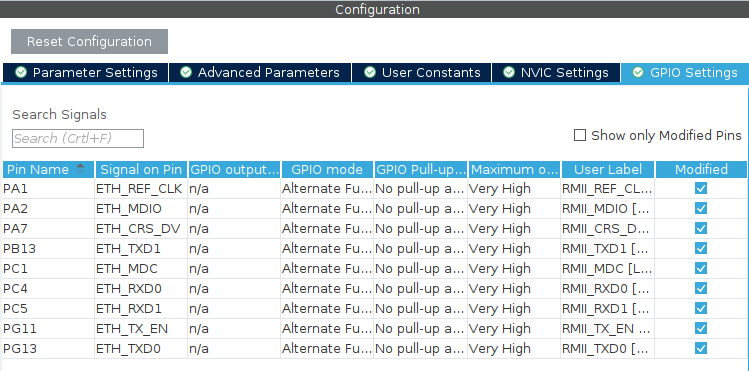 Configuration
Reset Configuration
Parameter Settings Advanced Parameters User Constants NVIC Settings GPIO Settings
Search Signals
Search (Crtl+F) Show only Modified Pins
Pin Name Signal on Pin GPIO output... GPIO mode GPIO Pull-up... Maximum o... User Label Modified
PA1 ETH_REF_CLK n/a Alternate Fu... No pull-up a... Very High RMII_REF_CL...
PA2 ETH_MDIO n/a Alternate Fu... No pull-up a... Very High RMII_MDIO [...
PA7 ETH_CRS_DV n/a Alternate Fu... No pull-up a... Very High RMII_CRS_D...
PB13 ETH_TXD1 n/a Alternate Fu... No pull-up a... Very High RMII_TXD1 [...
PC1 ETH_MDC n/a Alternate Fu... No pull-up a... Very High RMII_MDC [L...
PC4 ETH_RXD0 n/a Alternate Fu... No pull-up a... Very High RMII_RXD0 [...
PC5 ETH_RXD1 n/a Alternate Fu... No pull-up a... Very High RMII_RXD1 [...
PG11 ETH_TX_EN n/a Alternate Fu... No pull-up a... Very High RMII_TX_EN ...
PG13 ETH_TXD0 n/a Alternate Fu... No pull-up a... Very High RMII_TXD0 [...